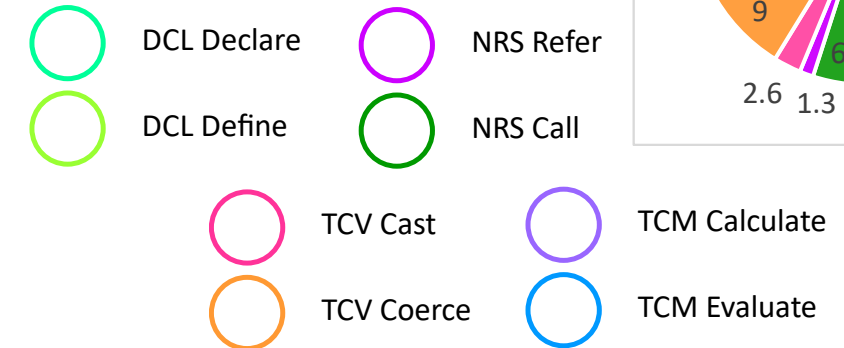 DCL Declare
NRS Refer
9
6
2.6
1.3
DCL Define
NRS Call
TCV Cast
TCM Calculate
TCV Coerce
TCM Evaluate